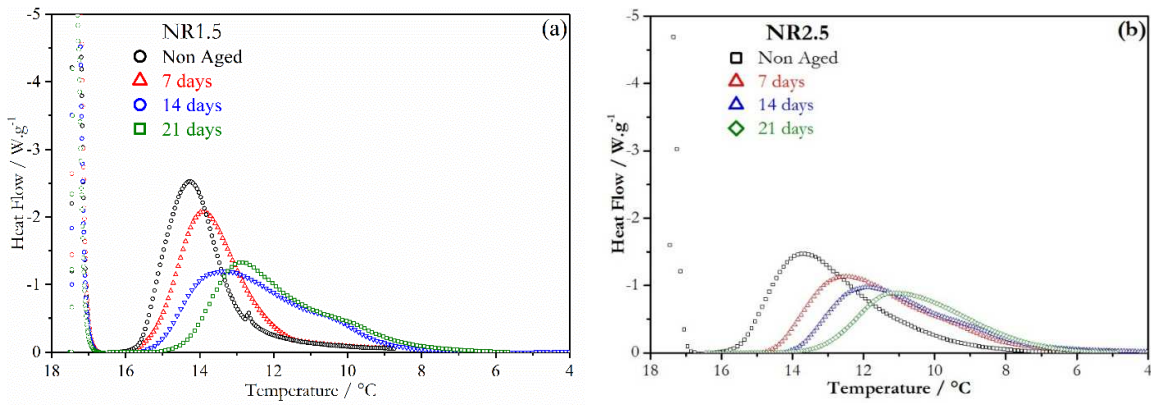 (a)
NR1.5
Non Aged
7 days
14 days
21 days
-5
-4
-3
-2
-1
0
18 16 14 12 10 8 6 4
Heat Flow / W.g⁻¹
Temperature / °C
(b)
NR2.5
Non Aged
7 days
14 days
21 days
-5
-4
-3
-2
-1
0
18 16 14 12 10 8 6 4
Heat Flow / W.g⁻¹
Temperature / °C